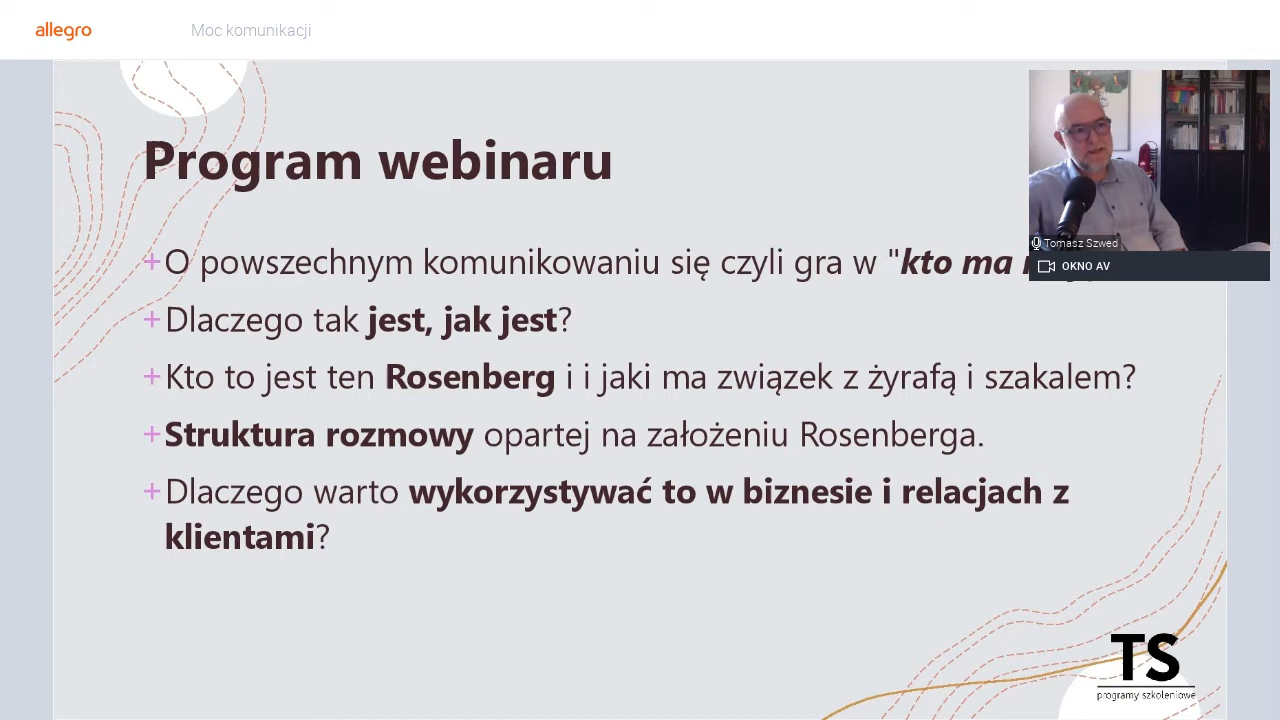 allegro
Moc komunikacji
Program webinaru
+O powszechnym komunikowaniu się czyli gra w "kto ma
+Dlaczego tak jest, jak jest?
+Kto to jest ten Rosenberg i i jaki ma związek z żyrafą i szakalem?
+Struktura rozmowy opartej na założeniu Rosenberga.
+Dlaczego warto wykorzystywać to w biznesie i relacjach z
klientami?
Tomasz Szwed
OKNO AV
TS
programy szkoleniowe